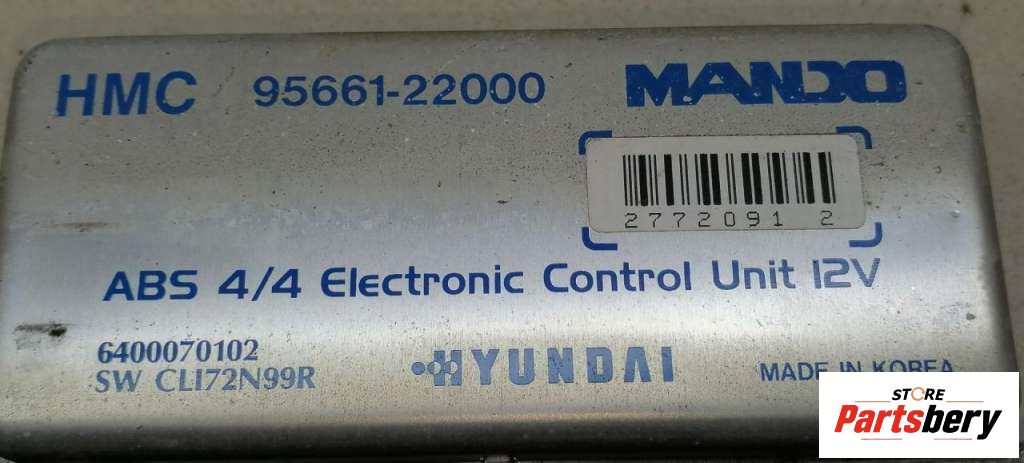 HMC 95661-22000 MANDO
2772091 2
ABS 4/4 Electronic Control Unit 12V
6400070102
SW CLI72N99R
HYUNDAI
MADE IN KOREA
STORE
Partsbery